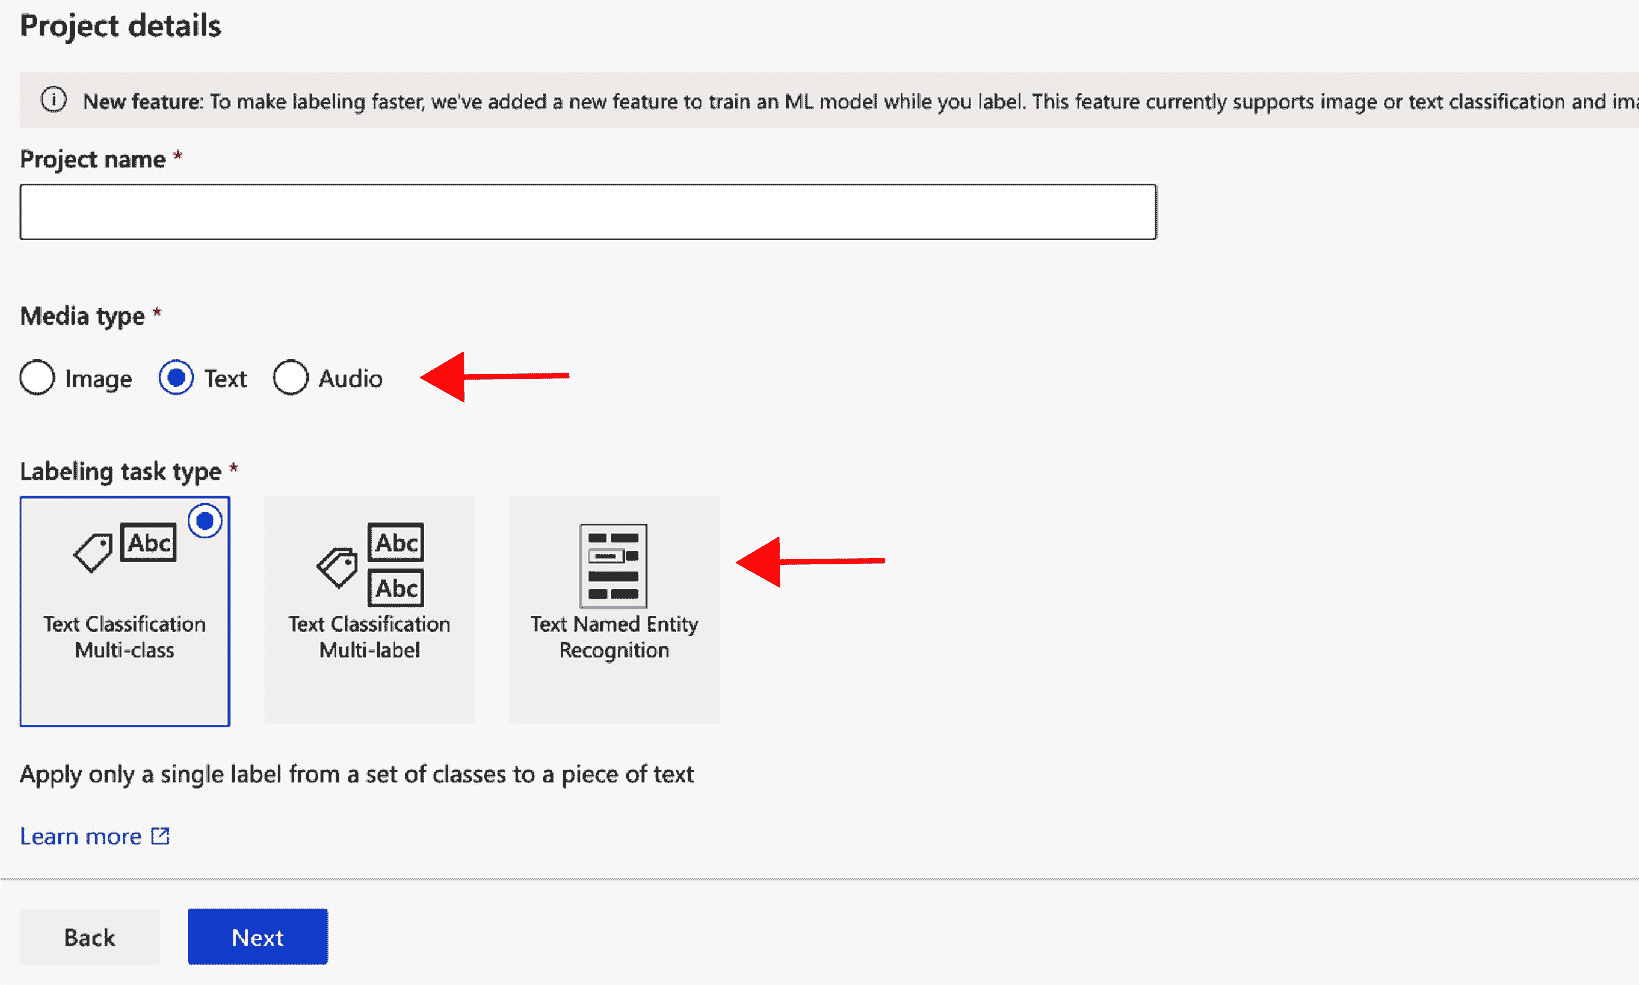 Project details
New feature: To make labeling faster, we've added a new feature to train an ML model while you label. This feature currently supports image or text classification and
Project name *
Media type *
Image Text Audio
Labeling task type *
Abc
Abc
Abc
Text Classification
Multi-class
Text Classification
Multi-label
Text Named Entity
Recognition
Apply only a single label from a set of classes to a piece of text
Learn more
Back
Next